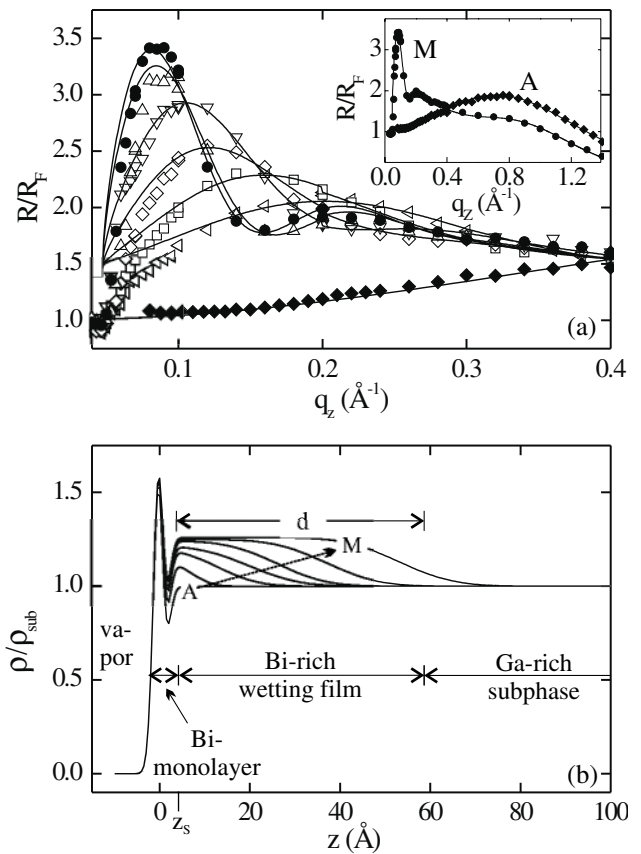 3.5
3.0
2.5
2.0
1.5
1.0
R/R_F
0.1
0.2
0.3
0.4
q_z (Å^-1)
(a)
3
2
1
R/R_F
M
A
0.0
0.4
0.8
1.2
q_z (Å^-1)
1.5
1.0
0.5
0.0
ρ/ρ_sub
d
M
A
va-
por
Bi-rich
wetting film
Ga-rich
subphase
Bi-
monolayer
(b)
0
20
40
60
80
100
z_s
z (Å)